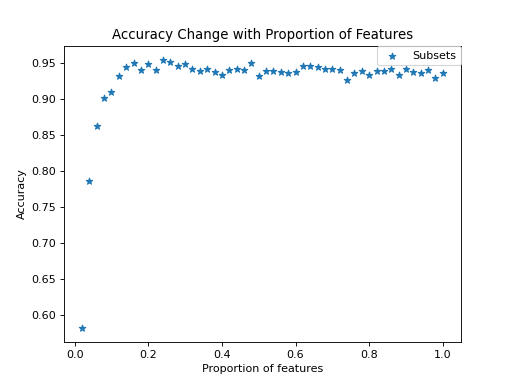 Accuracy Change with Proportion of Features
Subsets
0.95
0.90
0.85
0.80
0.75
0.70
0.65
0.60
Accuracy
0.0 0.2 0.4 0.6 0.8 1.0
Proportion of features